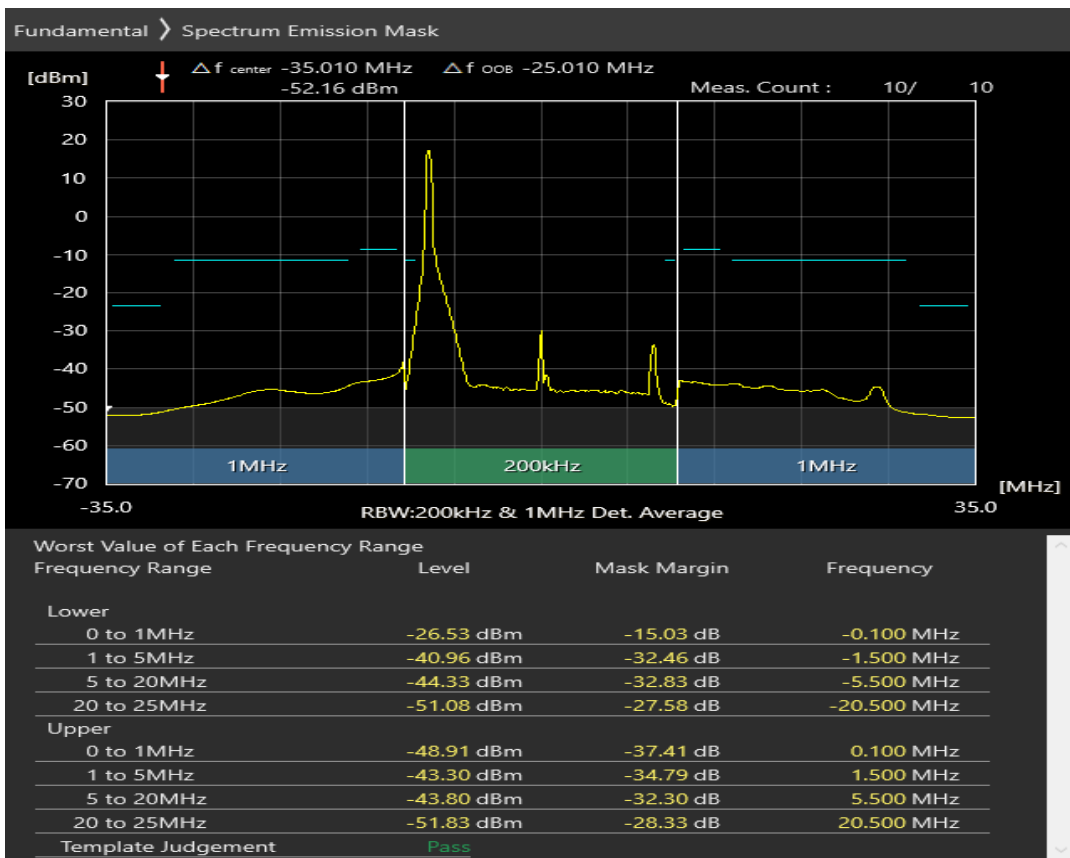 Fundamental 〉 Spectrum Emission Mask
[dBm] △f center -35.010 MHz △f OOB -25.010 MHz
-52.16 dBm Meas. Count : 10/ 10
30
20
10
0
-10
-20
-30
-40
-50
-60
1MHz 200kHz 1MHz
-70 [MHz]
-35.0 RBW:200kHz & 1MHz Det. Average 35.0
Worst Value of Each Frequency Range
Frequency Range Level Mask Margin Frequency
Lower
0 to 1MHz -26.53 dBm -15.03 dB -0.100 MHz
1 to 5MHz -40.96 dBm -32.46 dB -1.500 MHz
5 to 20MHz -44.33 dBm -32.83 dB -5.500 MHz
20 to 25MHz -51.08 dBm -27.58 dB -20.500 MHz
Upper
0 to 1MHz -48.91 dBm -37.41 dB 0.100 MHz
1 to 5MHz -43.30 dBm -34.79 dB 1.500 MHz
5 to 20MHz -43.80 dBm -32.30 dB 5.500 MHz
20 to 25MHz -51.83 dBm -28.33 dB 20.500 MHz
Template Judgement Pass